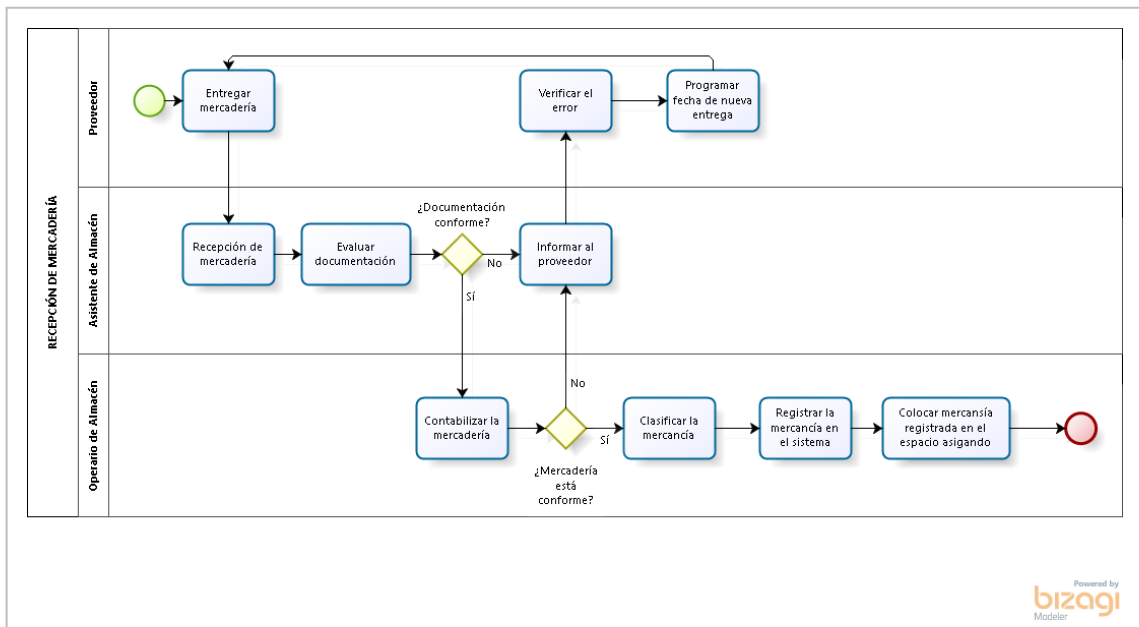 RECEPCIÓN DE MERCADERÍA
Proveedor
Entregar
mercadería
Verificar el
error
Programar
fecha de nueva
entrega
Asistente de Almacén
Recepción de
mercadería
Evaluar
documentación
¿Documentación
conforme?
No
Sí
Informar al
proveedor
Operario de Almacén
Contabilizar la
mercadería
No
Sí
¿Mercadería
está
conforme?
Clasificar la
mercancía
Registrar la
mercancía en
el sistema
Colocar mercansía
registrada en el
espacio asigando
Powered by
bizagi
Modeler